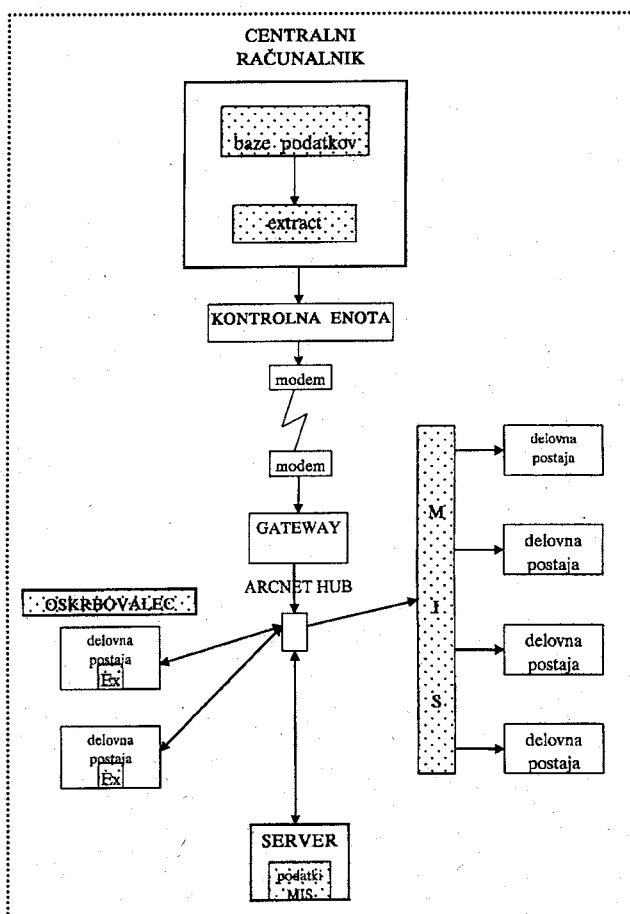 CENTRALNI
RAČUNALNIK
baze podatkov
extract
KONTROLNA ENOTA
modem
modem
GATEWAY
ARCNET HUB
OSKRBOVALEC
delovna
postaja
Ex
delovna
postaja
Ex
SERVER
podatki
MIS
M
I
S
delovna
postaja
delovna
postaja
delovna
postaja
delovna
postaja